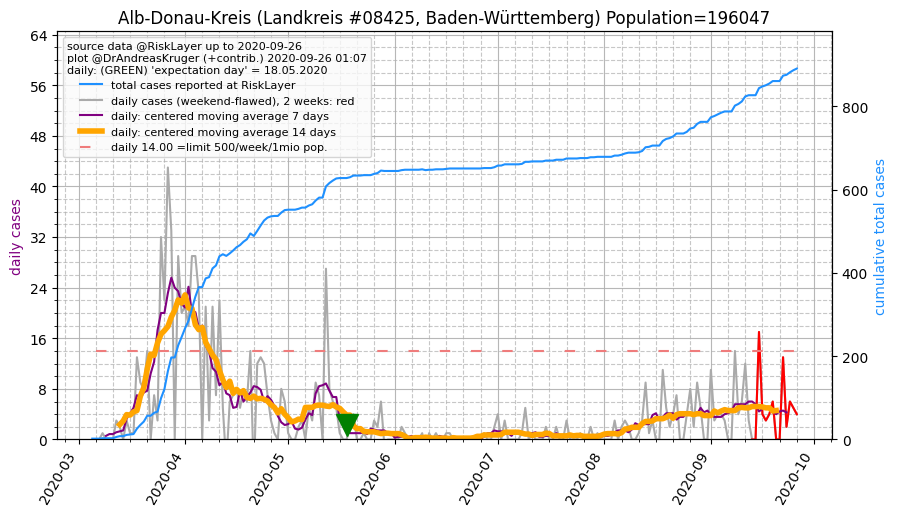 Alb-Donau-Kreis (Landkreis #08425, Baden-Württemberg) Population=196047
source data @RiskLayer up to 2020-09-26
plot @DrAndreasKruger (+contrib.) 2020-09-26 01:07
daily: (GREEN) 'expectation day' = 18.05.2020
total cases reported at RiskLayer
daily cases (weekend-flawed), 2 weeks: red
daily: centered moving average 7 days
daily: centered moving average 14 days
daily 14.00 =limit 500/week/1mio pop.
daily cases
64
56
48
40
32
24
16
8
0
cumulative total cases
800
600
400
200
0
2020-03
2020-04
2020-05
2020-06
2020-07
2020-08
2020-09
2020-10